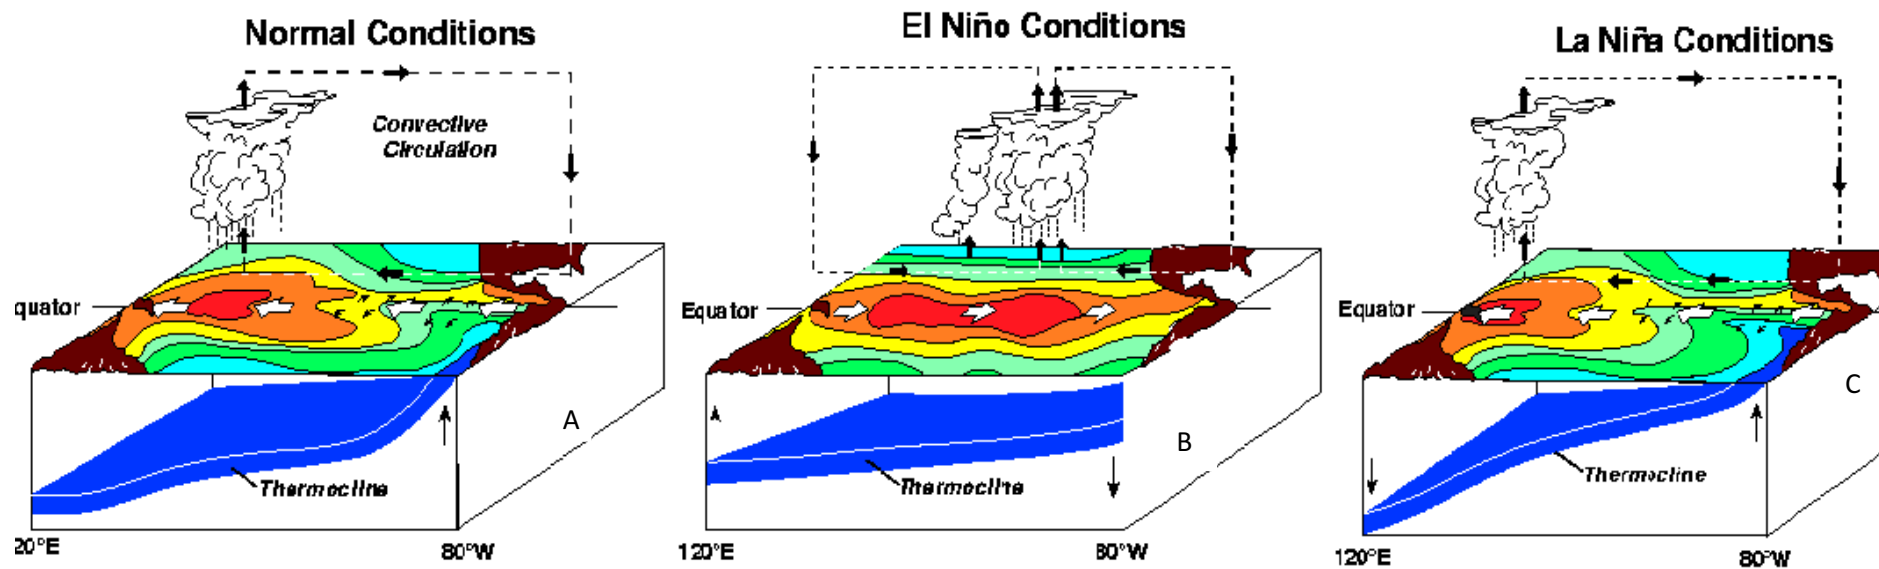 Normal Conditions
Convective
Circulation
quator
A
Thermocline
20°E
80°W
El Niño Conditions
Equator
B
Thermocline
120°E
80°W
La Niña Conditions
Equator
C
Thermocline
120°E
80°W